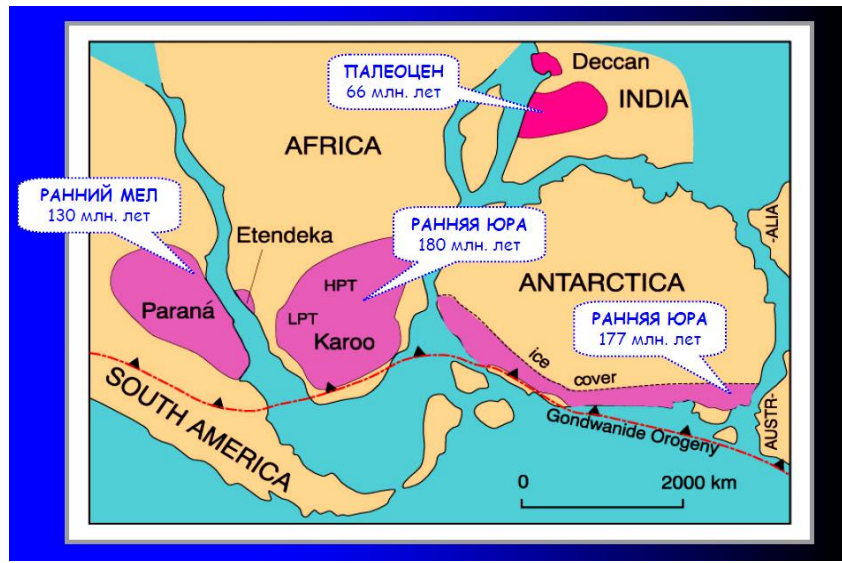 ПАЛЕОЦЕН
66 млн. лет
Deccan
INDIA
AFRICA
РАННИЙ МЕЛ
130 млн. лет
Etendeka
РАННЯЯ ЮРА
180 млн. лет
-ALIA
HPT
ANTARCTICA
Paraná
LPT
Karoo
РАННЯЯ ЮРА
177 млн. лет
ice
cover
SOUTH AMERICA
Gondwanide Orogeny
AUSTR-
0
2000 km